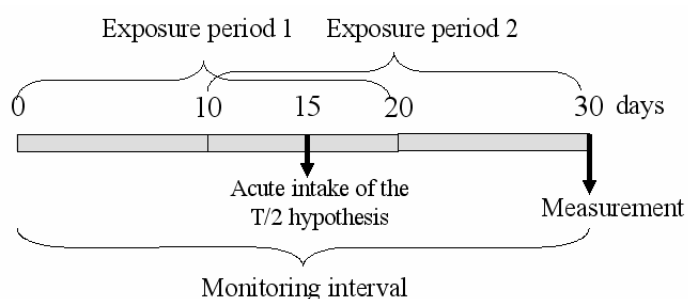 Exposure period 1 Exposure period 2
0 10 15 20 30 days
Acute intake of the
T/2 hypothesis
Measurement
Monitoring interval